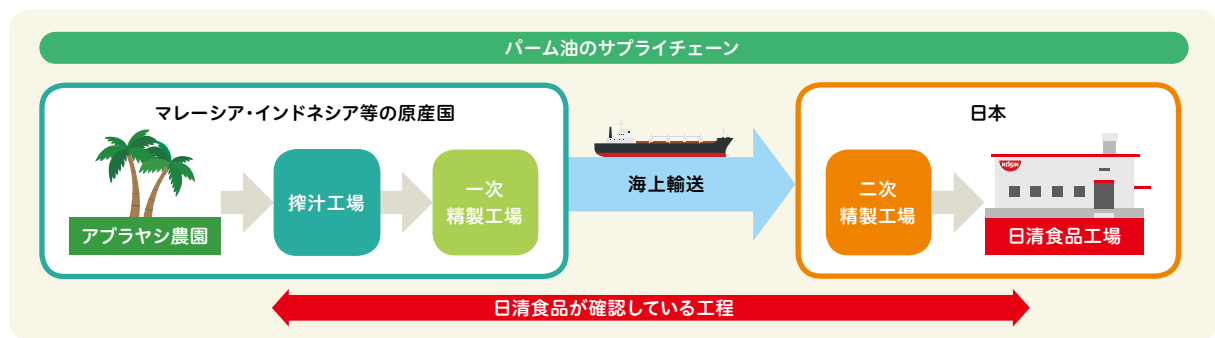 パーム油のサプライチェーン
マレーシア・インドネシア等の原産国
アブラヤシ農園
搾汁工場
一次
精製工場
海上輸送
日本
二次
精製工場
NISSIN
日清食品工場
日清食品が確認している工程